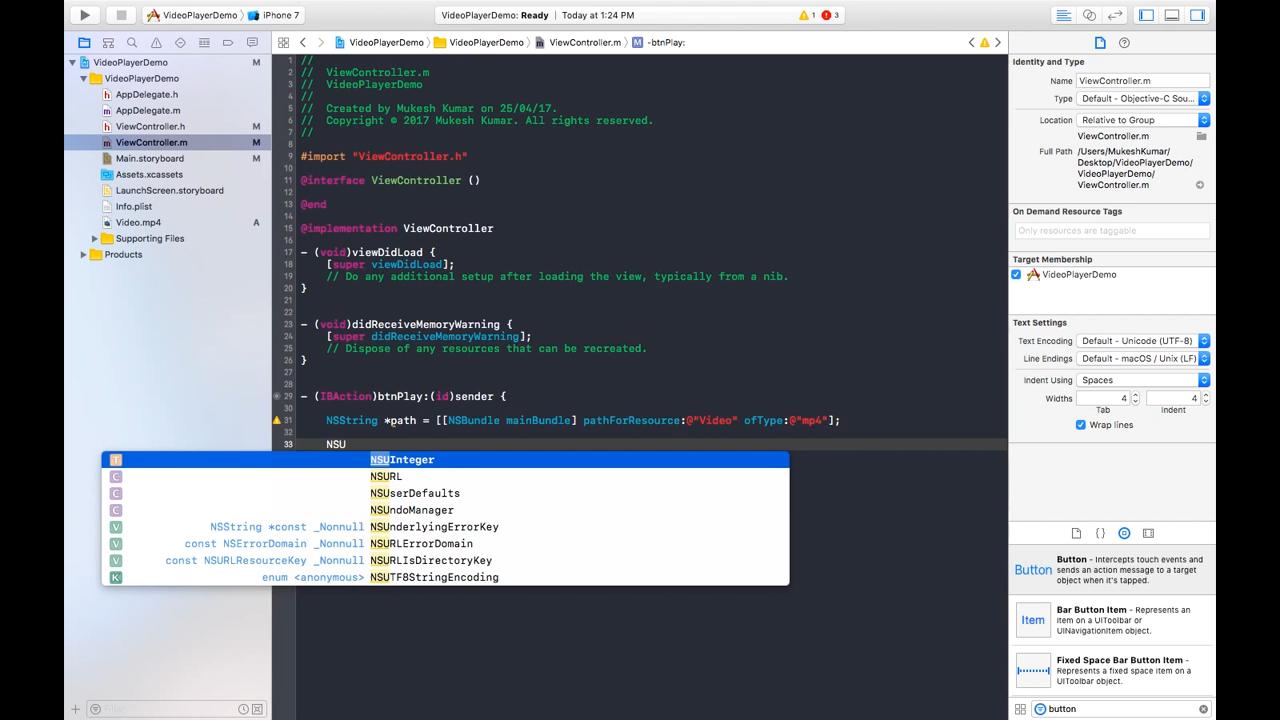 VideoPlayerDemo iPhone 7
VideoPlayerDemo: Ready Today at 1:24 PM 1 3
VideoPlayerDemo VideoPlayerDemo ViewController.m -btnPlay:
VideoPlayerDemo M
VideoPlayerDemo
AppDelegate.h
AppDelegate.m
ViewController.h M
ViewController.m M
Main.storyboard M
Assets.xcassets
LaunchScreen.storyboard
Info.plist
Video.mp4 A
Supporting Files
Products
Filter
1 //
2 // ViewController.m
3 // VideoPlayerDemo
4 //
5 // Created by Mukesh Kumar on 25/04/17.
6 // Copyright © 2017 Mukesh Kumar. All rights reserved.
7 //
8
9 #import "ViewController.h"
10
11 @interface ViewController ()
12
13 @end
14
15 @implementation ViewController
16
17 - (void)viewDidLoad {
18 [super viewDidLoad];
19 // Do any additional setup after loading the view, typically from a nib.
20 }
21
22
23 - (void)didReceiveMemoryWarning {
24 [super didReceiveMemoryWarning];
25 // Dispose of any resources that can be recreated.
26 }
27
28
29 - (IBAction)btnPlay:(id)sender {
30
31 NSString *path = [[NSBundle mainBundle] pathForResource:@"Video" ofType:@"mp4"];
32
33 NSU
T NSUInteger
C NSURL
C NSUserDefaults
C NSUndoManager
V NSString *const _Nonnull NSUnderlyingErrorKey
V const NSErrorDomain _Nonnull NSURLErrorDomain
V const NSURLResourceKey _Nonnull NSURLIsDirectoryKey
K enum <anonymous> NSUTF8StringEncoding
Identity and Type
Name ViewController.m
Type Default - Objective-C Sou...
Location Relative to Group
ViewController.m
Full Path /Users/MukeshKumar/
Desktop/VideoPlayerDemo/
VideoPlayerDemo/
ViewController.m
On Demand Resource Tags
Only resources are taggable
Target Membership
VideoPlayerDemo
Text Settings
Text Encoding Default - Unicode (UTF-8)
Line Endings Default - macOS / Unix (LF)
Indent Using Spaces
Widths 4 4
Tab Indent
Wrap lines
Button Button - Intercepts touch events and
sends an action message to a target
object when it's tapped.
Item Bar Button Item - Represents an
item on a UIToolbar or
UINavigationItem object.
Fixed Space Bar Button Item -
Represents a fixed space item on a
UIToolbar object.
button